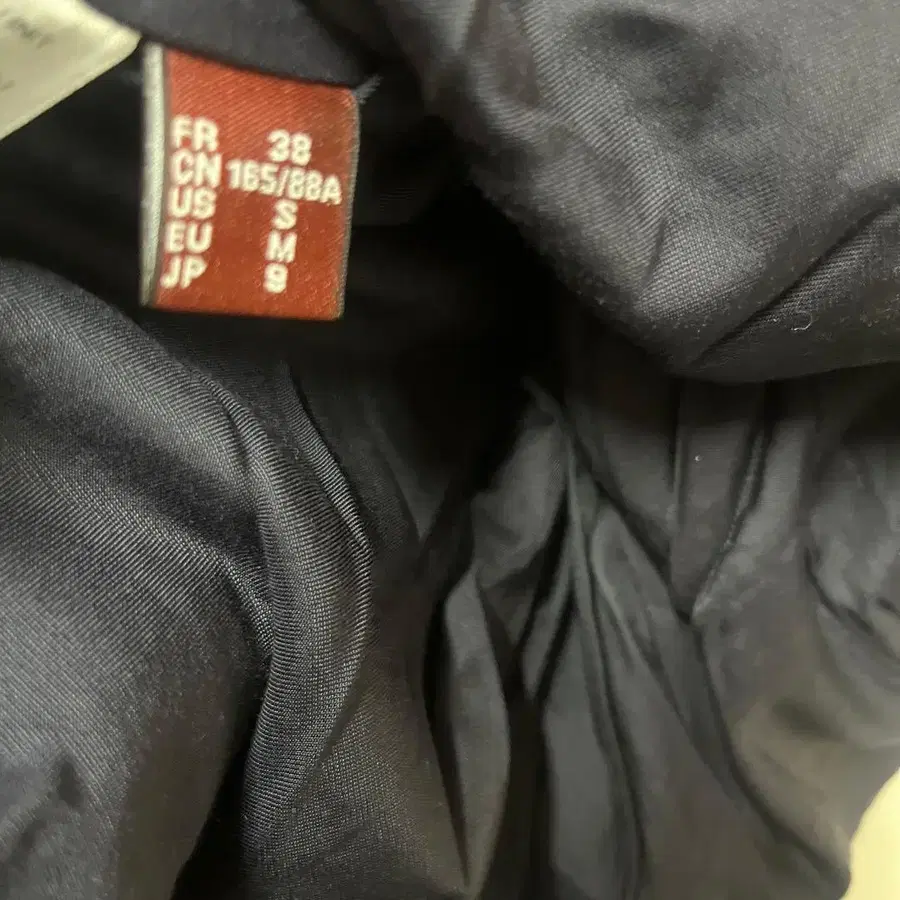 FR 38
CN 165/88A
US S
EU M
JP 9